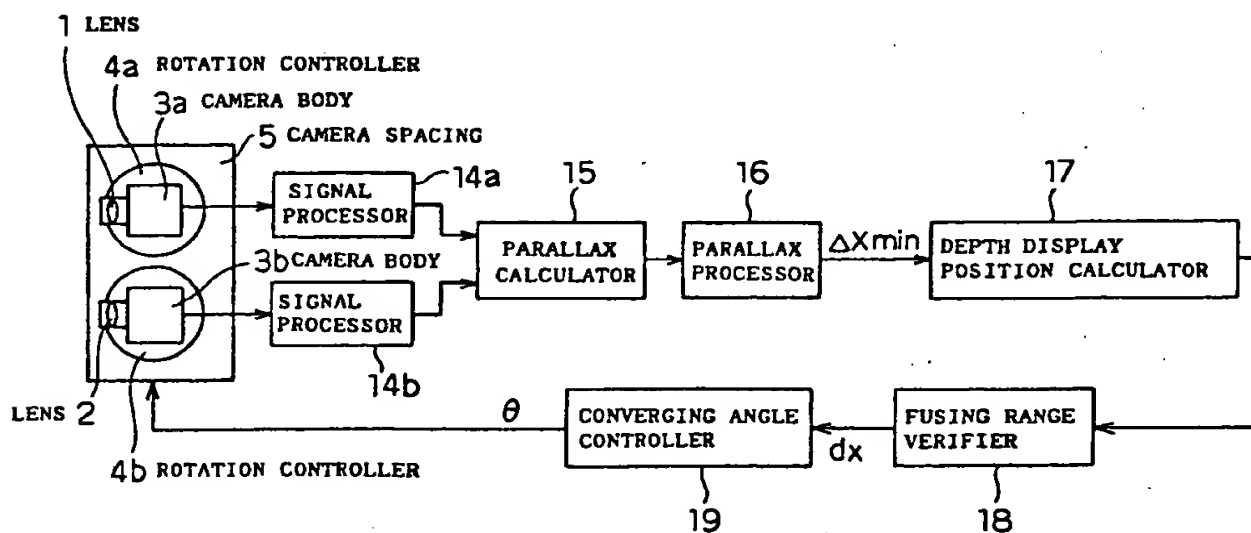 1 LENS
4a ROTATION CONTROLLER
3a CAMERA BODY
5 CAMERA SPACING
14a
SIGNAL
PROCESSOR
15
PARALLAX
CALCULATOR
16
PARALLAX
PROCESSOR
ΔXmin
17
DEPTH DISPLAY
POSITION CALCULATOR
3b CAMERA BODY
SIGNAL
PROCESSOR
14b
LENS 2
4b ROTATION CONTROLLER
θ
CONVERGING ANGLE
CONTROLLER
19
dx
FUSING RANGE
VERIFIER
18